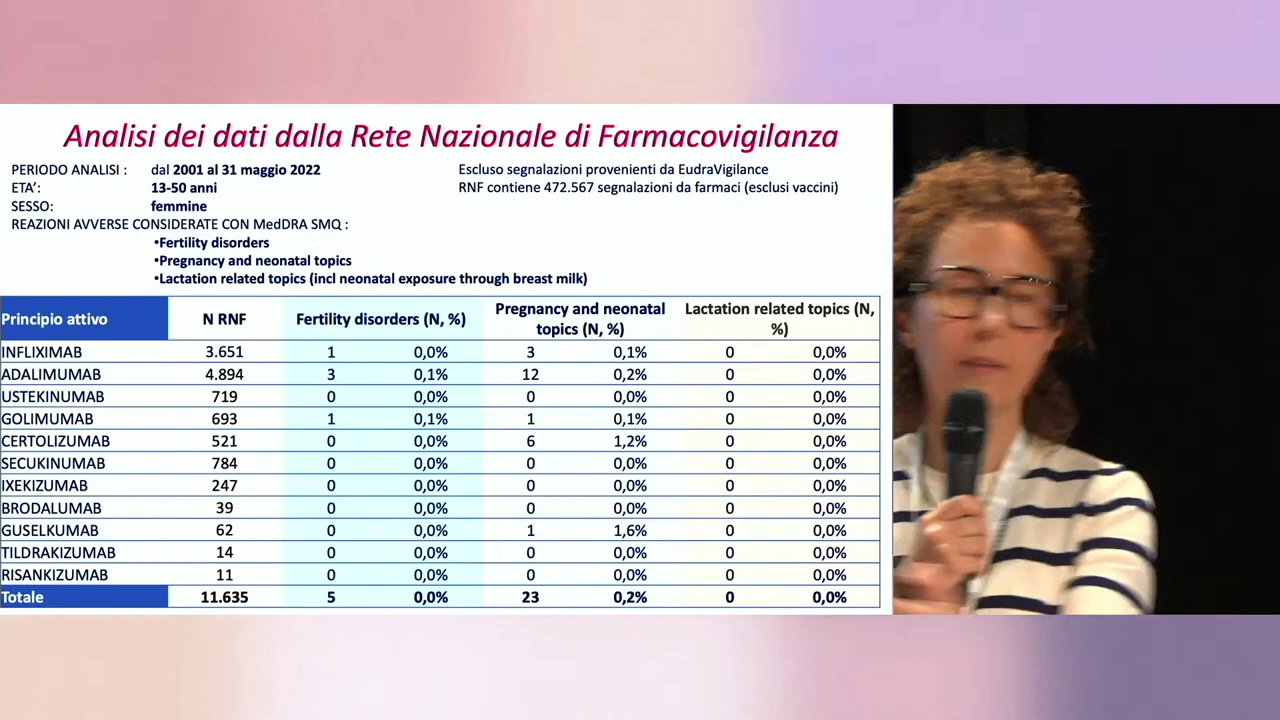 Analisi dei dati dalla Rete Nazionale di Farmacovigilanza
PERIODO ANALISI : dal 2001 al 31 maggio 2022
ETA': 13-50 anni
SESSO: femmine
REAZIONI AVVERSE CONSIDERATE CON MedDRA SMQ :
•Fertility disorders
•Pregnancy and neonatal topics
•Lactation related topics (incl neonatal exposure through breast milk)
Escluso segnalazioni provenienti da EudraVigilance
RNF contiene 472.567 segnalazioni da farmaci (esclusi vaccini)
Principio attivo N RNF Fertility disorders (N, %) Pregnancy and neonatal topics (N, %) Lactation related topics (N, %)
INFLIXIMAB 3.651 1 0,0% 3 0,1% 0 0,0%
ADALIMUMAB 4.894 3 0,1% 12 0,2% 0 0,0%
USTEKINUMAB 719 0 0,0% 0 0,0% 0 0,0%
GOLIMUMAB 693 1 0,1% 1 0,1% 0 0,0%
CERTOLIZUMAB 521 0 0,0% 6 1,2% 0 0,0%
SECUKINUMAB 784 0 0,0% 0 0,0% 0 0,0%
IXEKIZUMAB 247 0 0,0% 0 0,0% 0 0,0%
BRODALUMAB 39 0 0,0% 0 0,0% 0 0,0%
GUSELKUMAB 62 0 0,0% 1 1,6% 0 0,0%
TILDRAKIZUMAB 14 0 0,0% 0 0,0% 0 0,0%
RISANKIZUMAB 11 0 0,0% 0 0,0% 0 0,0%
Totale 11.635 5 0,0% 23 0,2% 0 0,0%